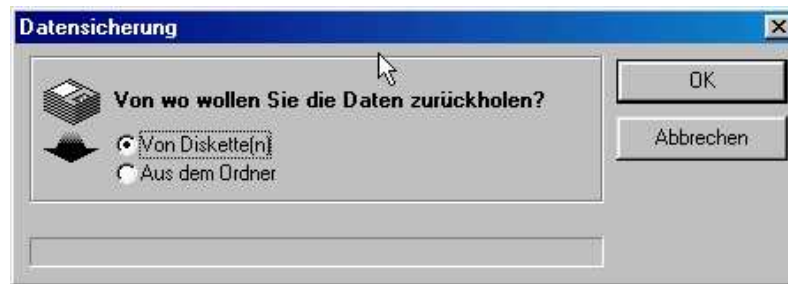 Datensicherung
Von wo wollen Sie die Daten zurückholen?
Von Diskette(n)
Aus dem Ordner
OK
Abbrechen